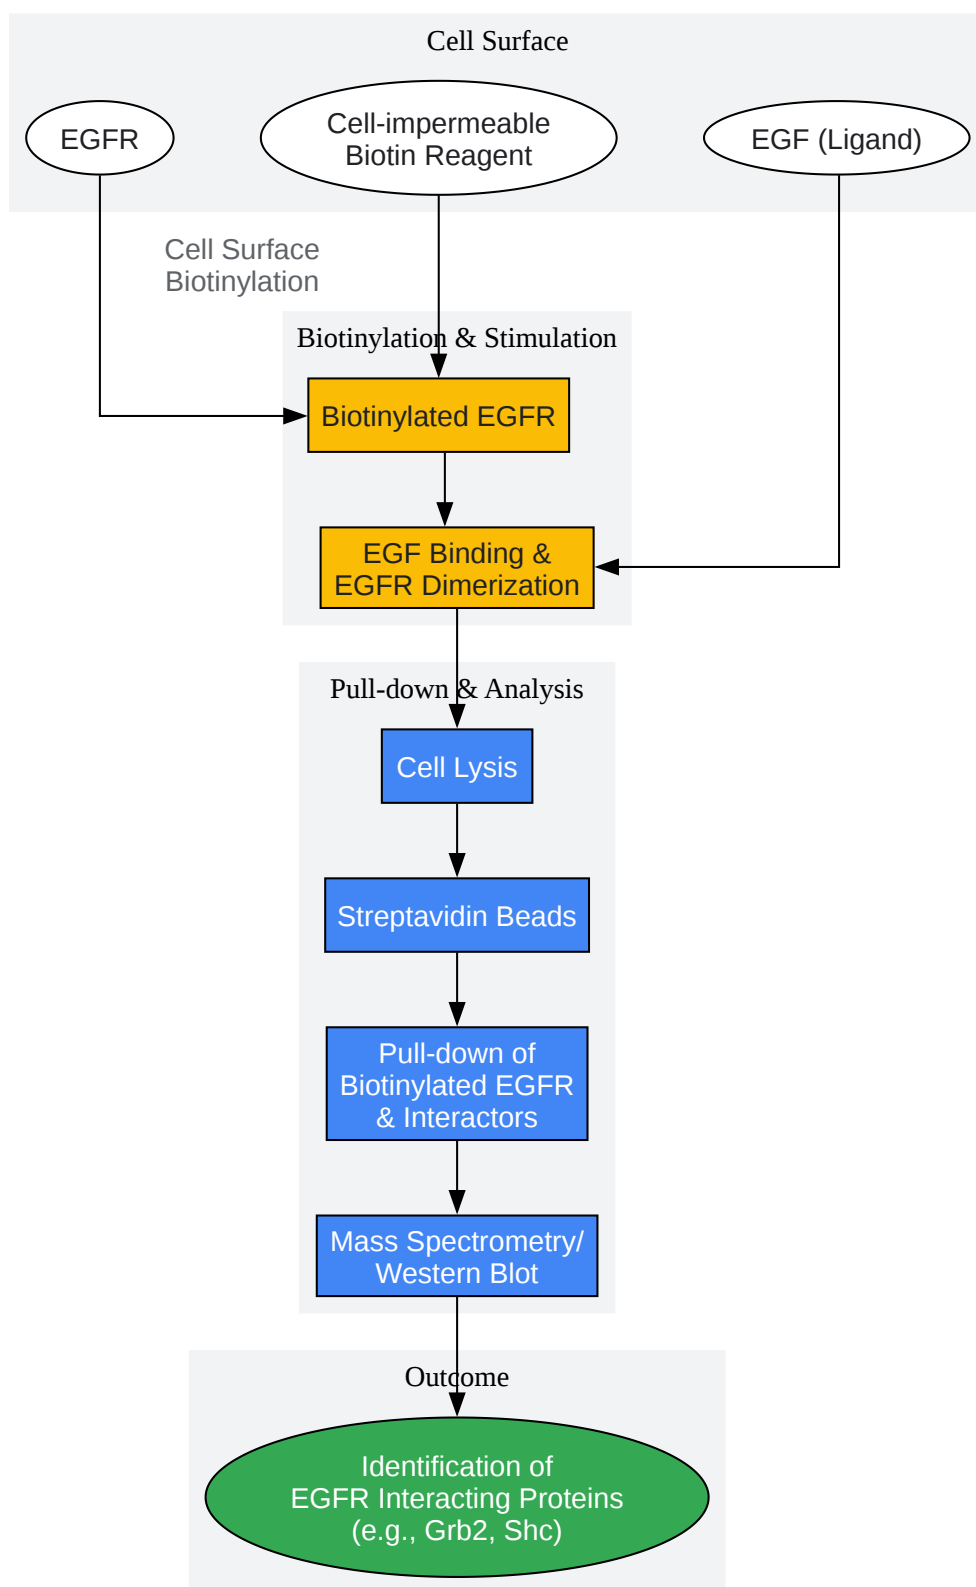 Cell Surface
EGFR
Cell-impermeable
Biotin Reagent
EGF (Ligand)
Cell Surface
Biotinylation
Biotinylation & Stimulation
Biotinylated EGFR
EGF Binding &
EGFR Dimerization
Pull-down & Analysis
Cell Lysis
Streptavidin Beads
Pull-down of
Biotinylated EGFR
& Interactors
Mass Spectrometry/
Western Blot
Outcome
Identification of
EGFR Interacting Proteins
(e.g., Grb2, Shc)